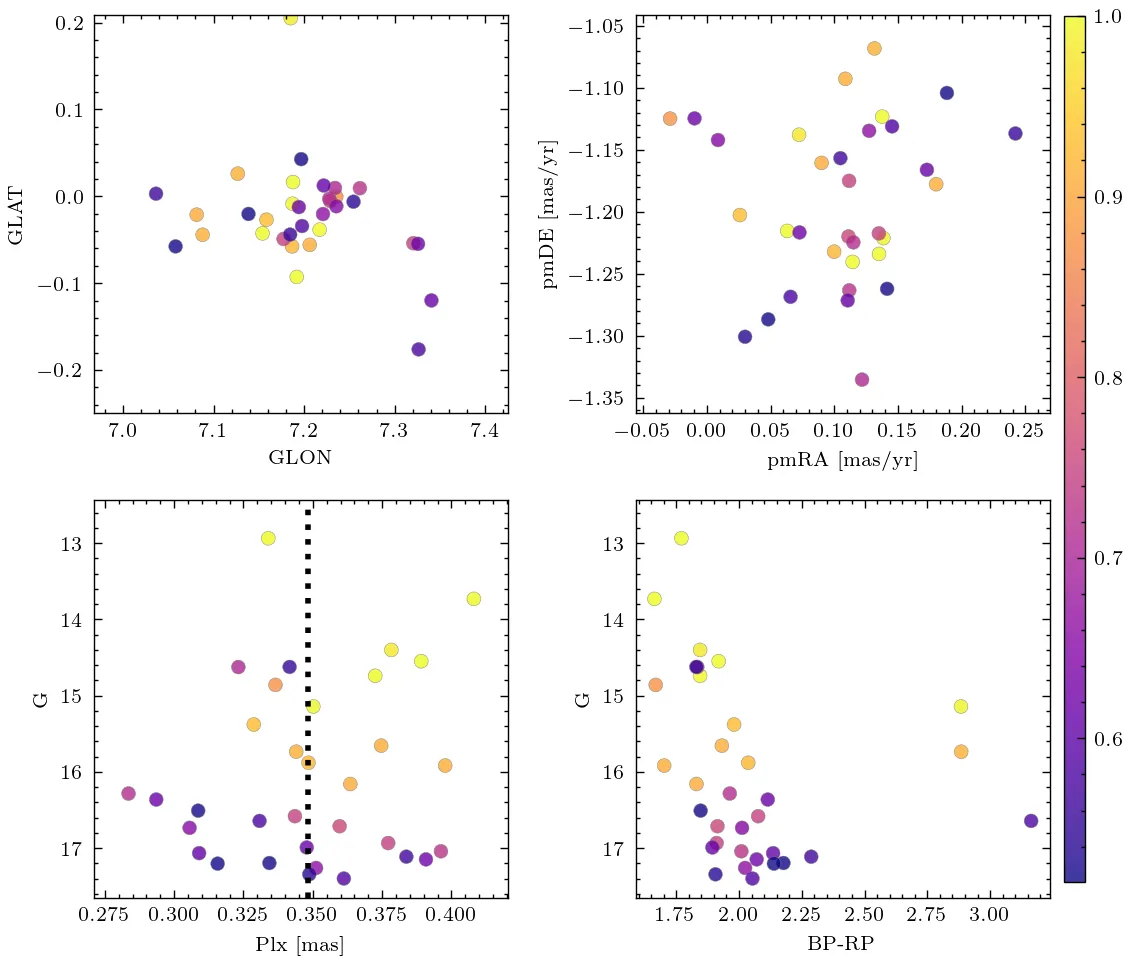 0.2
0.1
0.0
−0.1
−0.2
GLAT
7.0 7.1 7.2 7.3 7.4
GLON
−1.05
−1.10
−1.15
−1.20
−1.25
−1.30
−1.35
pmDE [mas/yr]
−0.05 0.00 0.05 0.10 0.15 0.20 0.25
pmRA [mas/yr]
1.0
0.9
0.8
0.7
0.6
13
14
15
16
17
G
0.275 0.300 0.325 0.350 0.375 0.400
Plx [mas]
13
14
15
16
17
G
1.75 2.00 2.25 2.50 2.75 3.00
BP-RP